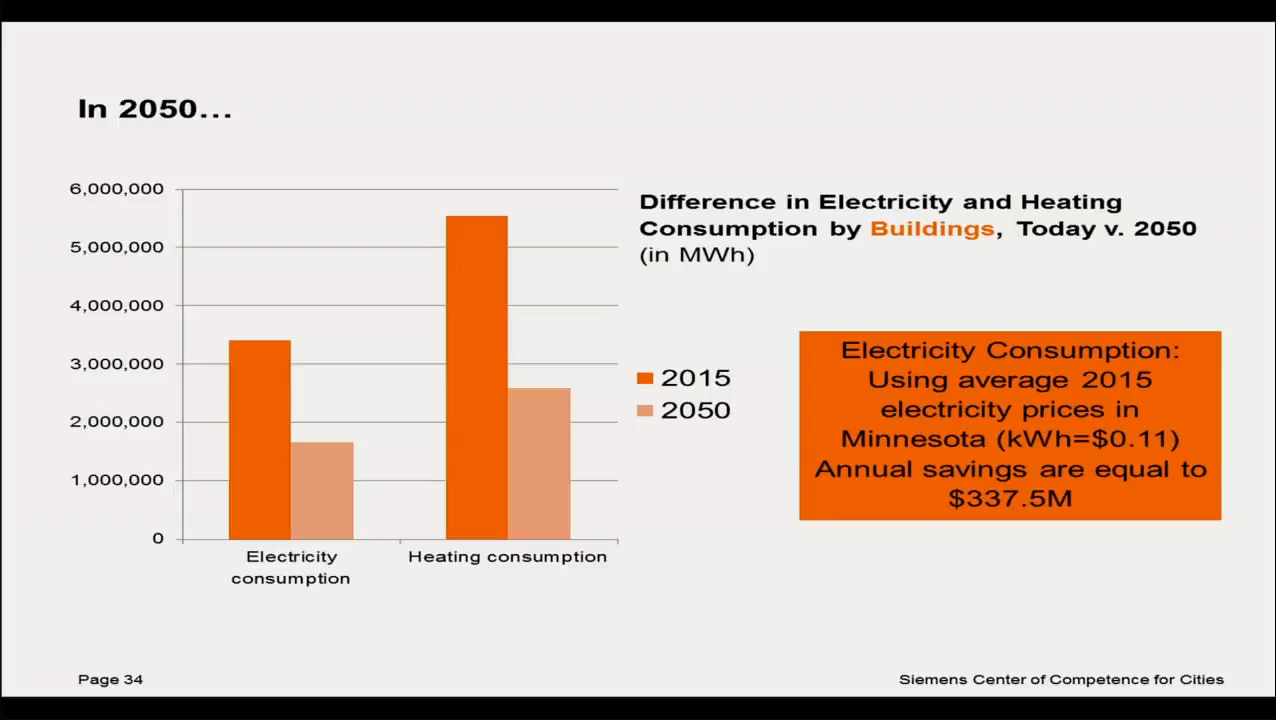 In 2050…
6,000,000
5,000,000
4,000,000
3,000,000
2,000,000
1,000,000
0
Electricity
consumption
Heating consumption
Difference in Electricity and Heating
Consumption by Buildings, Today v. 2050
(in MWh)
2015
2050
Electricity Consumption:
Using average 2015
electricity prices in
Minnesota (kWh=$0.11)
Annual savings are equal to
$337.5M
Page 34
Siemens Center of Competence for Cities